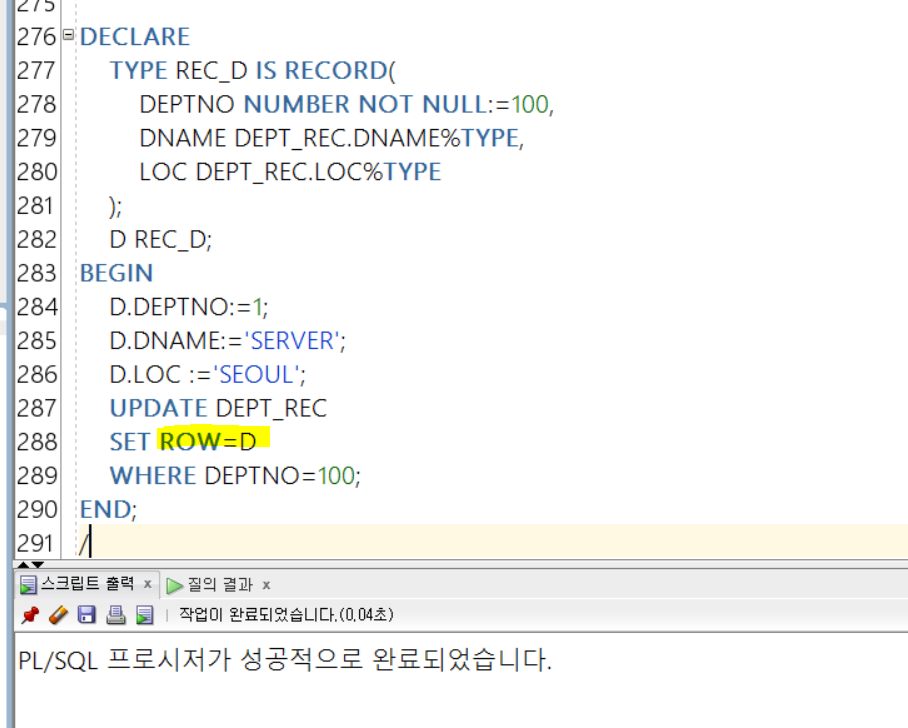 275
276 DECLARE
277 TYPE REC_D IS RECORD(
278 DEPTNO NUMBER NOT NULL:=100,
279 DNAME DEPT_REC.DNAME%TYPE,
280 LOC DEPT_REC.LOC%TYPE
281 );
282 D REC_D;
283 BEGIN
284 D.DEPTNO:=1;
285 D.DNAME:='SERVER';
286 D.LOC :='SEOUL';
287 UPDATE DEPT_REC
288 SET ROW=D
289 WHERE DEPTNO=100;
290 END;
291 /
스크립트 출력 x 질의 결과 x
작업이 완료되었습니다.(0.04초)
PL/SQL 프로시저가 성공적으로 완료되었습니다.